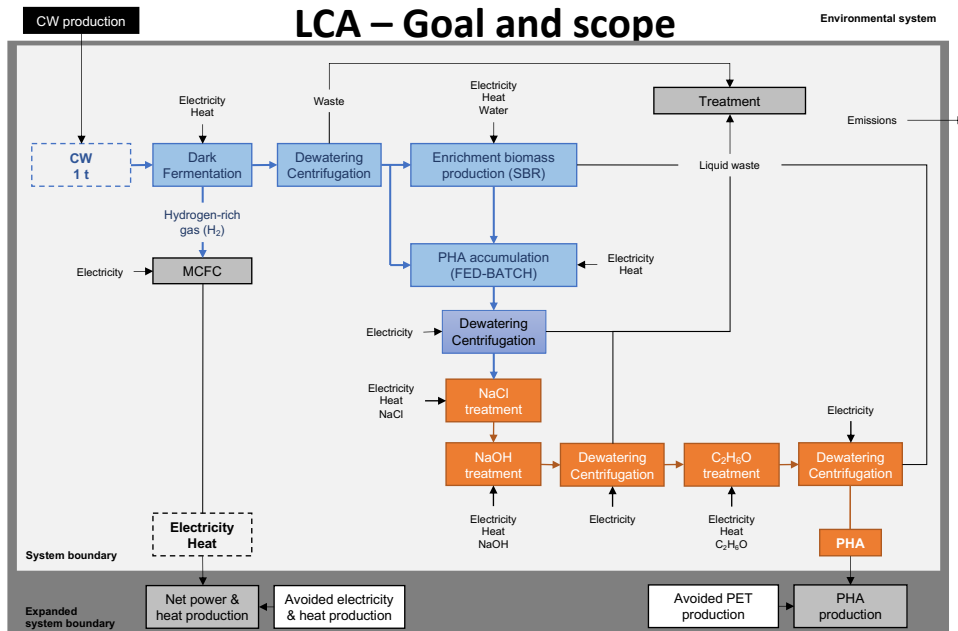 LCA – Goal and scope
CW production
Environmental system
Electricity
Heat
Waste
Electricity
Heat
Water
Treatment
Emissions
CW
1 t
Dark
Fermentation
Dewatering
Centrifugation
Enrichment biomass
production (SBR)
Liquid waste
Hydrogen-rich
gas (H₂)
Electricity
MCFC
PHA accumulation
(FED-BATCH)
Electricity
Heat
Electricity
Dewatering
Centrifugation
Electricity
Heat
NaCl
NaCl
treatment
Electricity
NaOH
treatment
Dewatering
Centrifugation
C₂H₆O
treatment
Dewatering
Centrifugation
Electricity
Heat
NaOH
Electricity
Electricity
Heat
C₂H₆O
Electricity
Heat
PHA
System boundary
Net power &
heat production
Avoided electricity
& heat production
Avoided PET
production
PHA
production
Expanded
system boundary